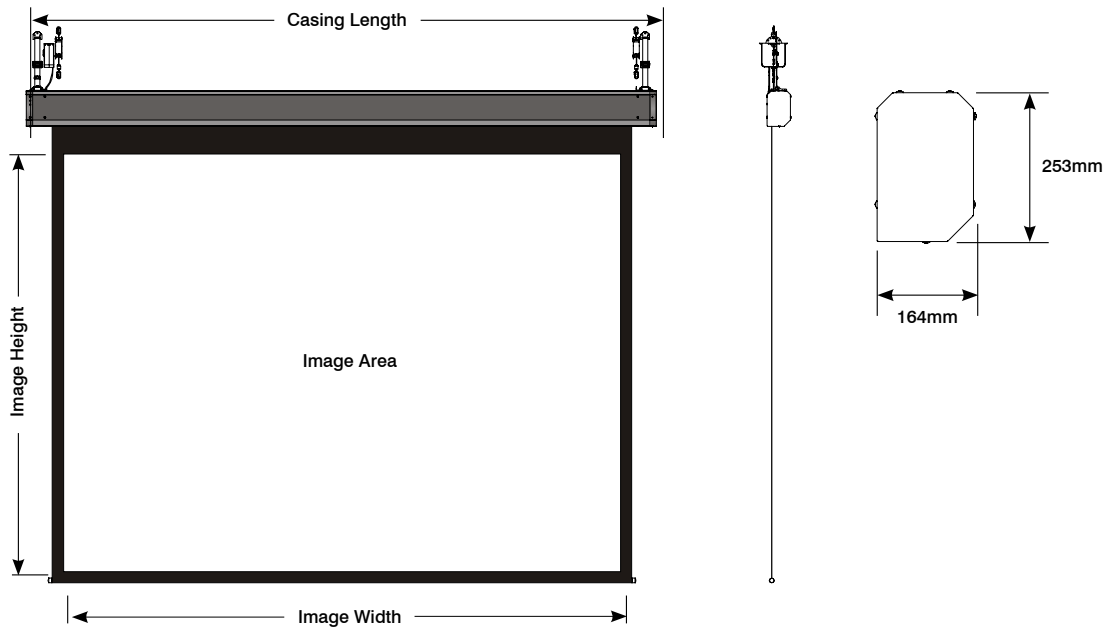 Casing Length
253mm
164mm
Image Height
Image Area
Image Width